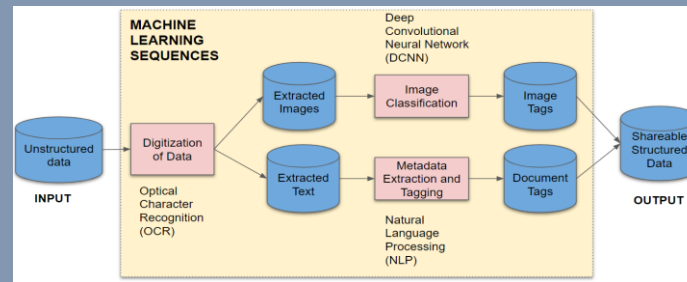 MACHINE
LEARNING
SEQUENCES
Deep
Convolutional
Neural Network
(DCNN)
Extracted
Images
Image
Classification
Image
Tags
Unstructured
data
INPUT
Digitization
of Data
Optical
Character
Recognition
(OCR)
Extracted
Text
Metadata
Extraction and
Tagging
Natural
Language
Processing
(NLP)
Document
Tags
Shareable
Structured
Data
OUTPUT